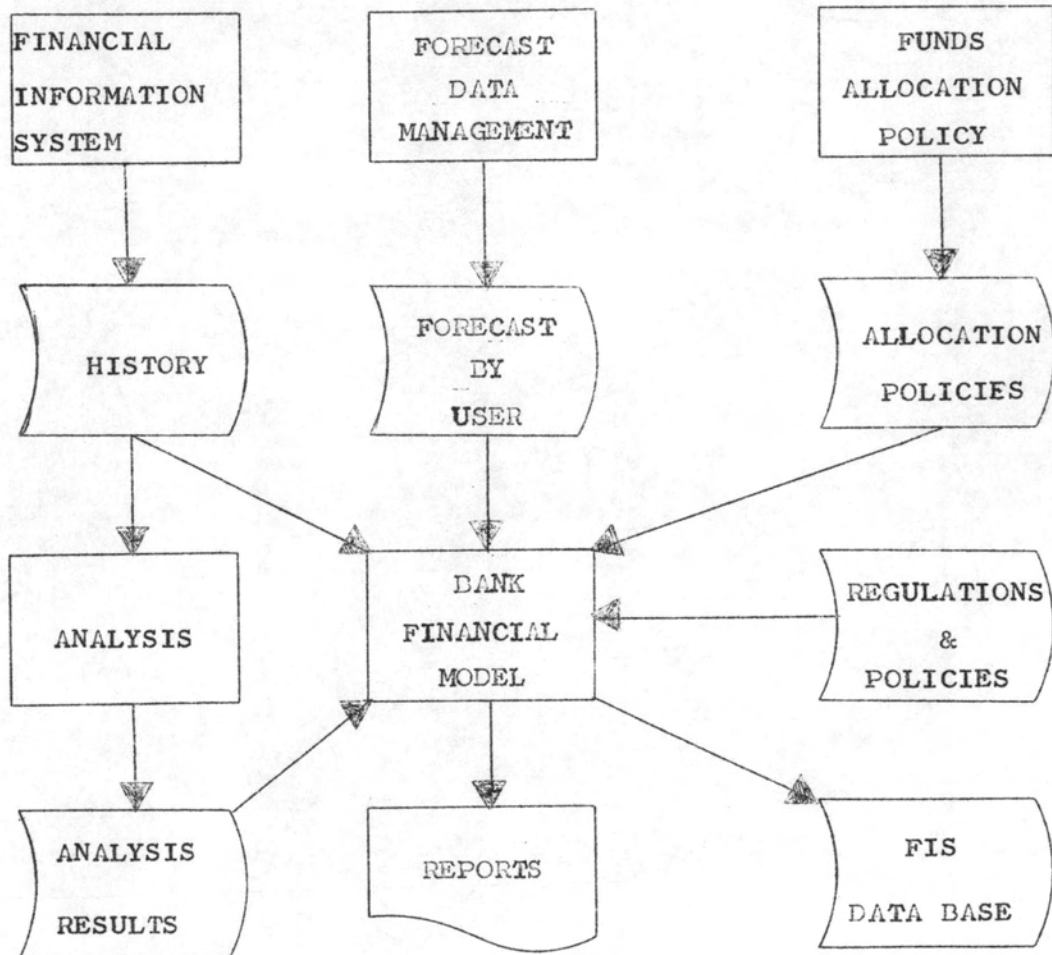 FINANCIAL
INFORMATION
SYSTEM
FORECAST
DATA
MANAGEMENT
FUNDS
ALLOCATION
POLICY
HISTORY
FORECAST
BY
USER
ALLOCATION
POLICIES
ANALYSIS
BANK
FINANCIAL
MODEL
REGULATIONS
&
POLICIES
ANALYSIS
RESULTS
REPORTS
FIS
DATA BASE